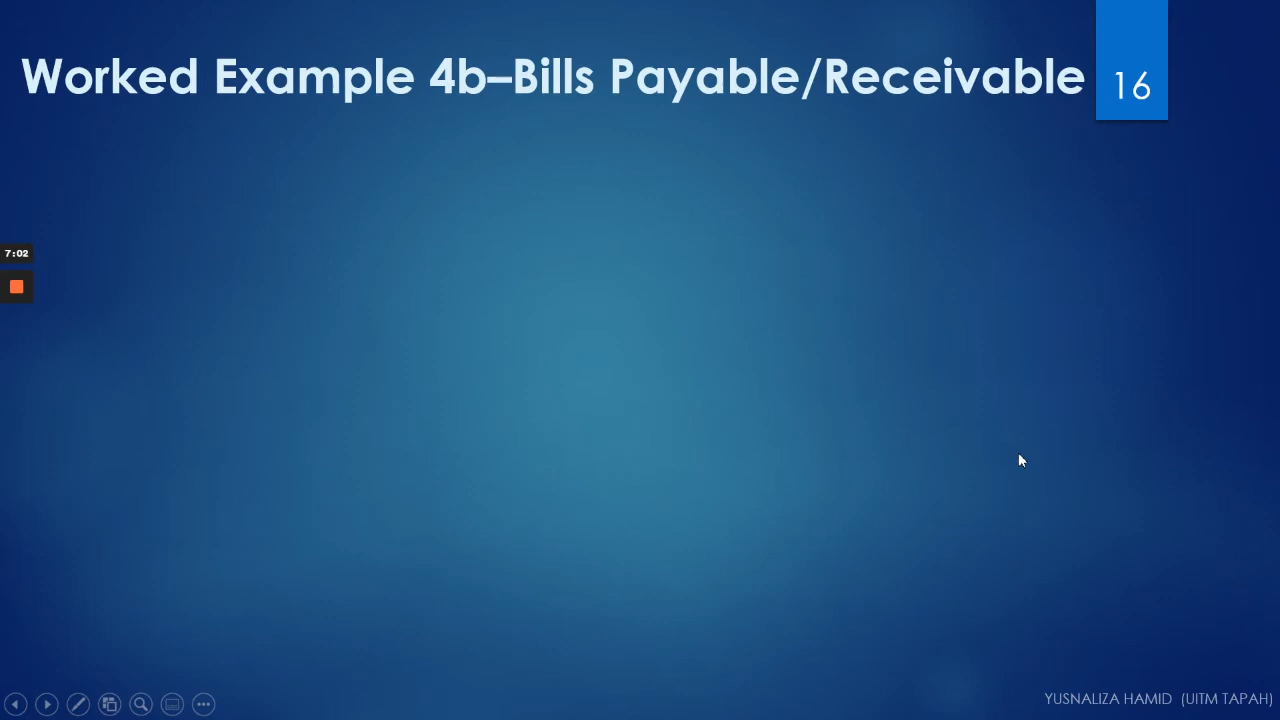 Worked Example 4b–Bills Payable/Receivable
16
7:02
YUSNALIZA HAMID (UITM TAPAH)